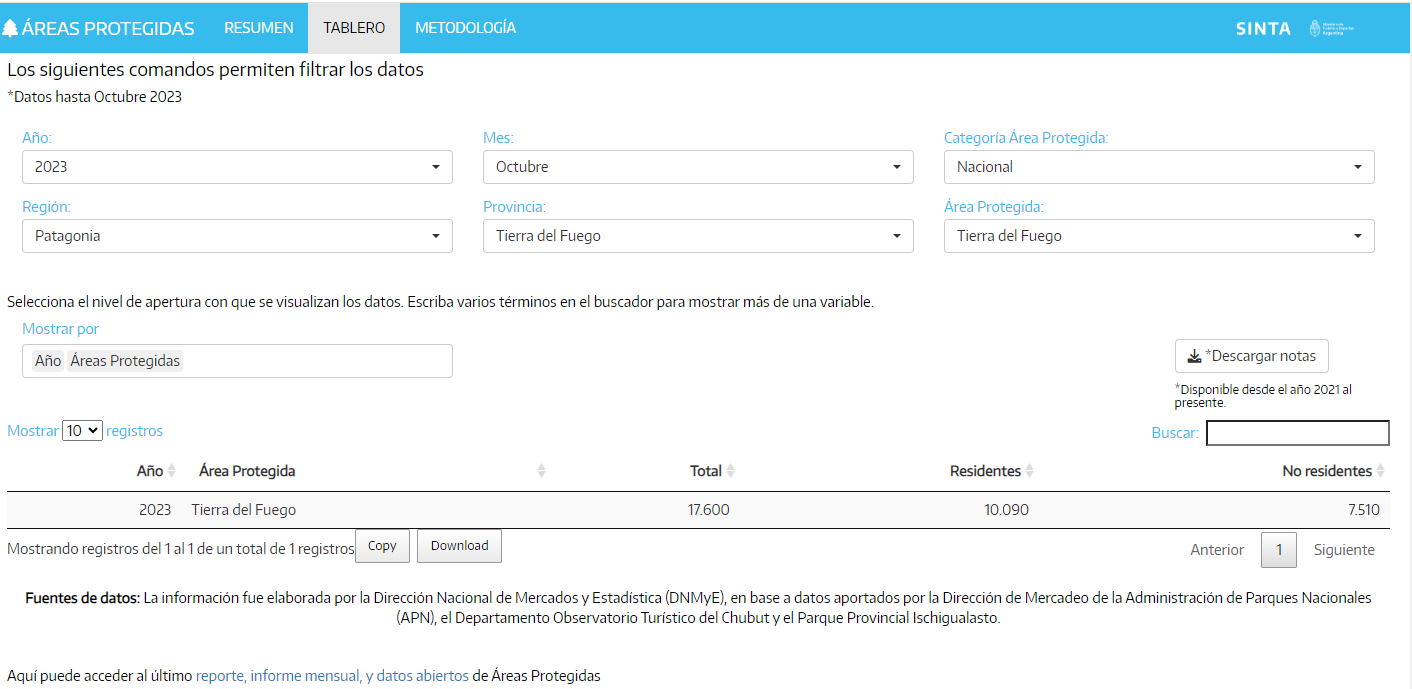 ÁREAS PROTEGIDAS RESUMEN TABLERO METODOLOGÍA SINTA
Los siguientes comandos permiten filtrar los datos
*Datos hasta Octubre 2023
Año: Mes: Categoría Área Protegida:
2023 Octubre Nacional
Región: Provincia: Área Protegida:
Patagonia Tierra del Fuego Tierra del Fuego
Selecciona el nivel de apertura con que se visualizan los datos. Escriba varios términos en el buscador para mostrar más de una variable.
Mostrar por
Año Áreas Protegidas
*Descargar notas
*Disponible desde el año 2021 al
presente.
Mostrar 10 registros Buscar:
Año Área Protegida Total Residentes No residentes
2023 Tierra del Fuego 17.600 10.090 7.510
Mostrando registros del 1 al 1 de un total de 1 registros Copy Download Anterior 1 Siguiente
Fuentes de datos: La información fue elaborada por la Dirección Nacional de Mercados y Estadística (DNMyE), en base a datos aportados por la Dirección de Mercadeo de la Administración de Parques Nacionales
(APN), el Departamento Observatorio Turístico del Chubut y el Parque Provincial Ischigualasto.
Aquí puede acceder al último reporte, informe mensual, y datos abiertos de Áreas Protegidas